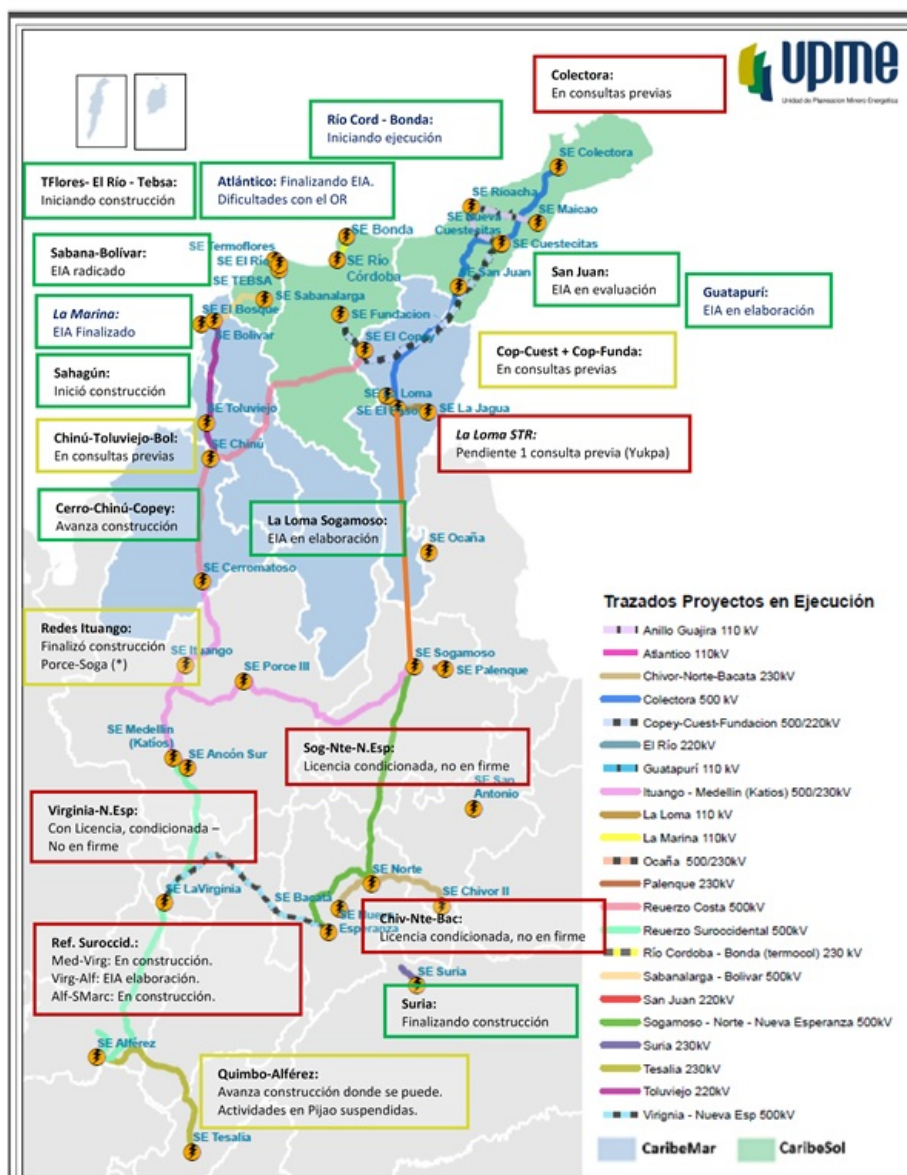 upme
Unidad de Planeación Minero Energética
Colectora:
En consultas previas
Río Cord - Bonda:
Iniciando ejecución
SE Colectora
TFlores- El Río - Tebsa:
Iniciando construcción
Atlántico: Finalizando EIA.
Dificultades con el OR
SE Rioacha
SE Maicao
SE Nueva
Cuestecitas
SE Cuestecitas
SE Bonda
SE Termoflores
SE El Río
SE Río
Córdoba
SE TEBSA
Sabana-Bolívar:
EIA radicado
SE San Juan
San Juan:
EIA en evaluación
Guatapurí:
EIA en elaboración
SE Sabanalarga
La Marina:
EIA Finalizado
SE El Bosque
SE Bolivar
SE Fundacion
SE El Copey
Cop-Cuest + Cop-Funda:
En consultas previas
Sahagún:
Inició construcción
SE Toluviejo
Loma
SE El Paso
SE La Jagua
Chinú-Toluviejo-Bol:
En consultas previas
SE Chinú
La Loma STR:
Pendiente 1 consulta previa (Yukpa)
Cerro-Chinú-Copey:
Avanza construcción
La Loma Sogamoso:
EIA en elaboración
SE Ocaña
SE Cerromatoso
Redes Ituango:
Finalizó construcción
Porce-Soga (*)
SE Ituango
SE Porce III
SE Sogamoso
SE Palenque
SE Medellin
(Katíos)
SE Ancón Sur
Sog-Nte-N.Esp:
Licencia condicionada, no en firme
SE San
Antonio
Virginia-N.Esp:
Con Licencia, condicionada –
No en firme
SE LaVirginia
SE Norte
SE Bacatá
SE Chivor II
SE Nueva
Esperanza
Chiv-Nte-Bac:
Licencia condicionada, no en firme
Ref. Suroccid.:
Med-Virg: En construcción.
Virg-Alf: EIA elaboración.
Alf-SMarc: En construcción.
SE Suria
Suria:
Finalizando construcción
SE Alférez
Quimbo-Alférez:
Avanza construcción donde se puede.
Actividades en Pijao suspendidas.
SE Tesalia
Trazados Proyectos en Ejecución
Anillo Guajira 110 kV
Atlantico 110kV
Chivor-Norte-Bacata 230kV
Colectora 500 kV
Copey-Cuest-Fundacion 500/220kV
El Río 220kV
Guatapurí 110 kV
Ituango - Medellin (Katios) 500/230kV
La Loma 110 kV
La Marina 110kV
Ocaña 500/230kV
Palenque 230kV
Reuerzo Costa 500kV
Reuerzo Suroccidental 500kV
Río Cordoba - Bonda (termocol) 230 kV
Sabanalarga - Bolivar 500kV
San Juan 220kV
Sogamoso - Norte - Nueva Esperanza 500kV
Suria 230kV
Tesalia 230kV
Toluviejo 220kV
Virignia - Nueva Esp 500kV
CaribeMar
CaribeSol